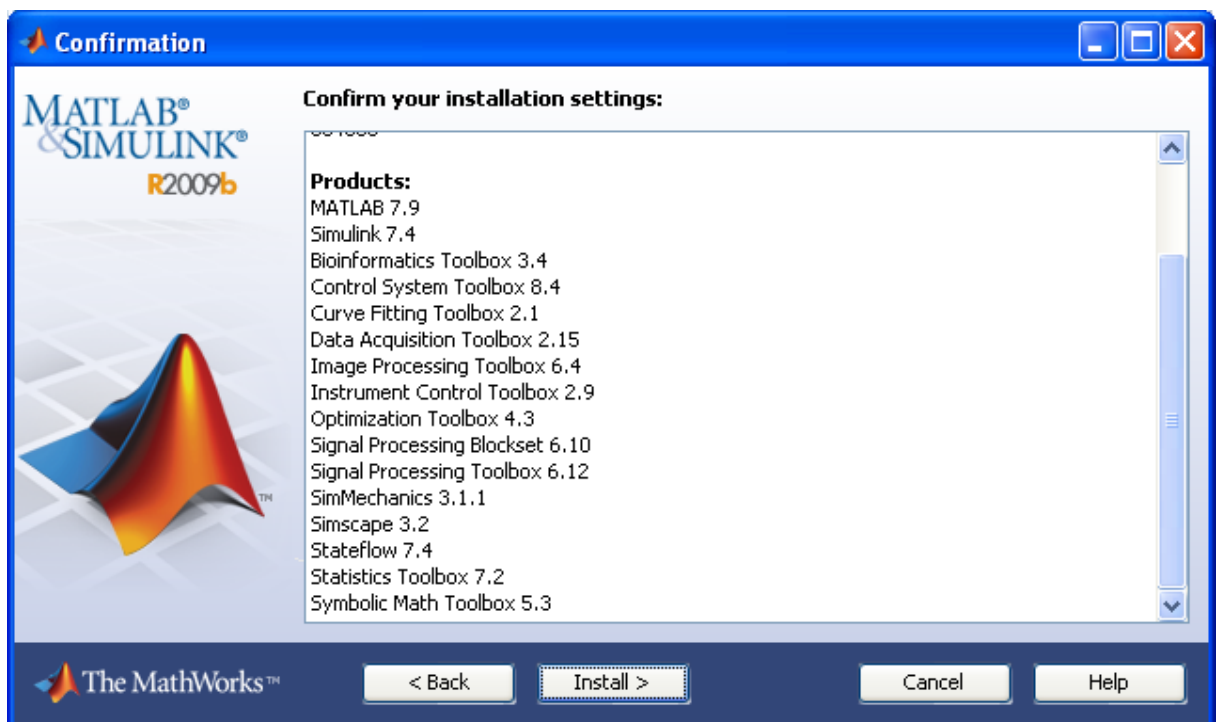 Confirmation
MATLAB®
&SIMULINK®
R2009b
Confirm your installation settings:
Products:
MATLAB 7.9
Simulink 7.4
Bioinformatics Toolbox 3.4
Control System Toolbox 8.4
Curve Fitting Toolbox 2.1
Data Acquisition Toolbox 2.15
Image Processing Toolbox 6.4
Instrument Control Toolbox 2.9
Optimization Toolbox 4.3
Signal Processing Blockset 6.10
Signal Processing Toolbox 6.12
SimMechanics 3.1.1
Simscape 3.2
Stateflow 7.4
Statistics Toolbox 7.2
Symbolic Math Toolbox 5.3
TM
The MathWorks™
< Back
Install >
Cancel
Help